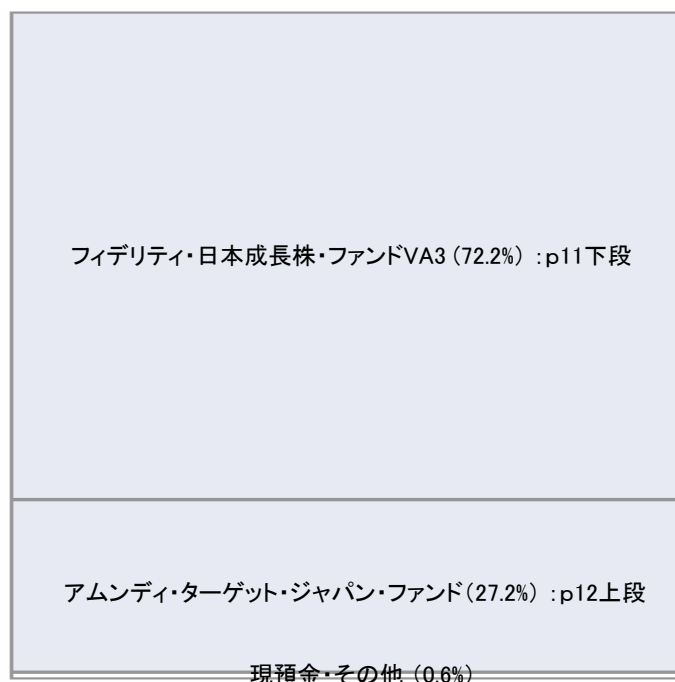 フィデリティ・日本成長株・ファンドVA3 (72.2%) :p11下段
アムンディ・ターゲット・ジャパン・ファンド(27.2%) :p12上段
現預金・その他 (0.6%)